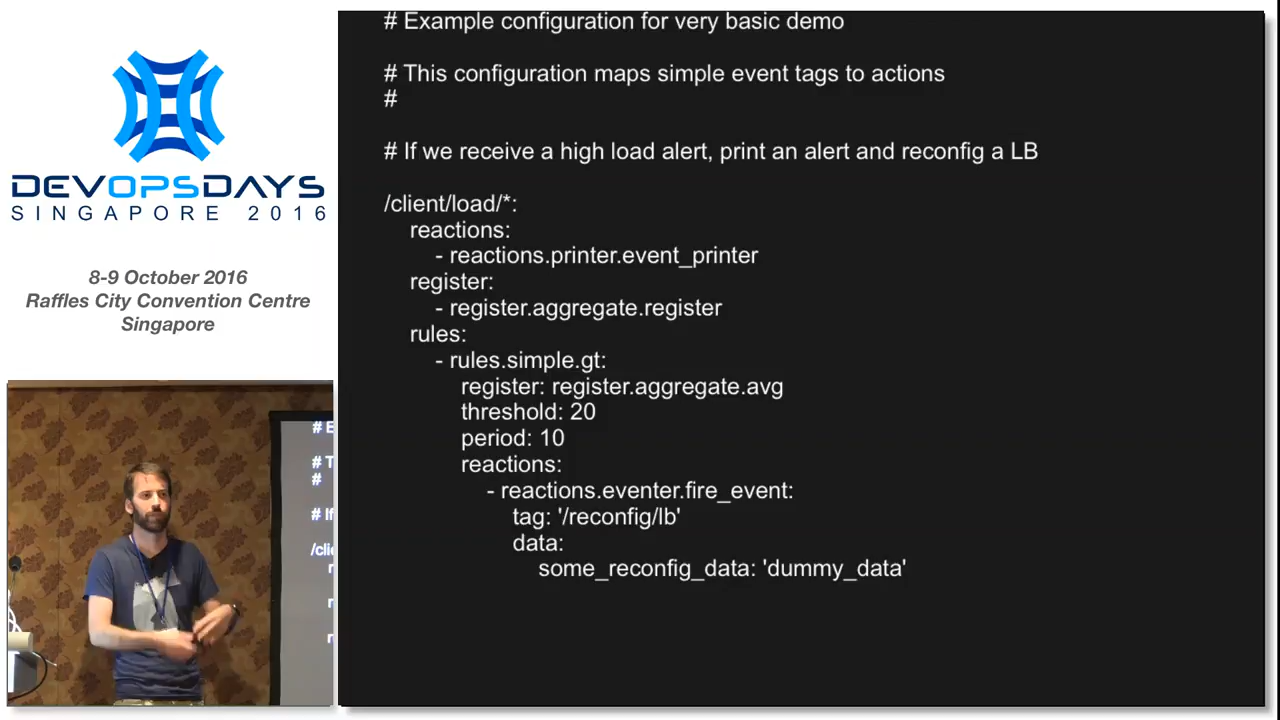 DEVOPSDAYS
SINGAPORE 2016
8-9 October 2016
Raffles City Convention Centre
Singapore
# Example configuration for very basic demo
# This configuration maps simple event tags to actions
#
# If we receive a high load alert, print an alert and reconfig a LB
/client/load/*:
reactions:
- reactions.printer.event_printer
register:
- register.aggregate.register
rules:
- rules.simple.gt:
register: register.aggregate.avg
threshold: 20
period: 10
reactions:
- reactions.eventer.fire_event:
tag: '/reconfig/lb'
data:
some_reconfig_data: 'dummy_data'
# E
# T
#
# If
/clie
r
r
r